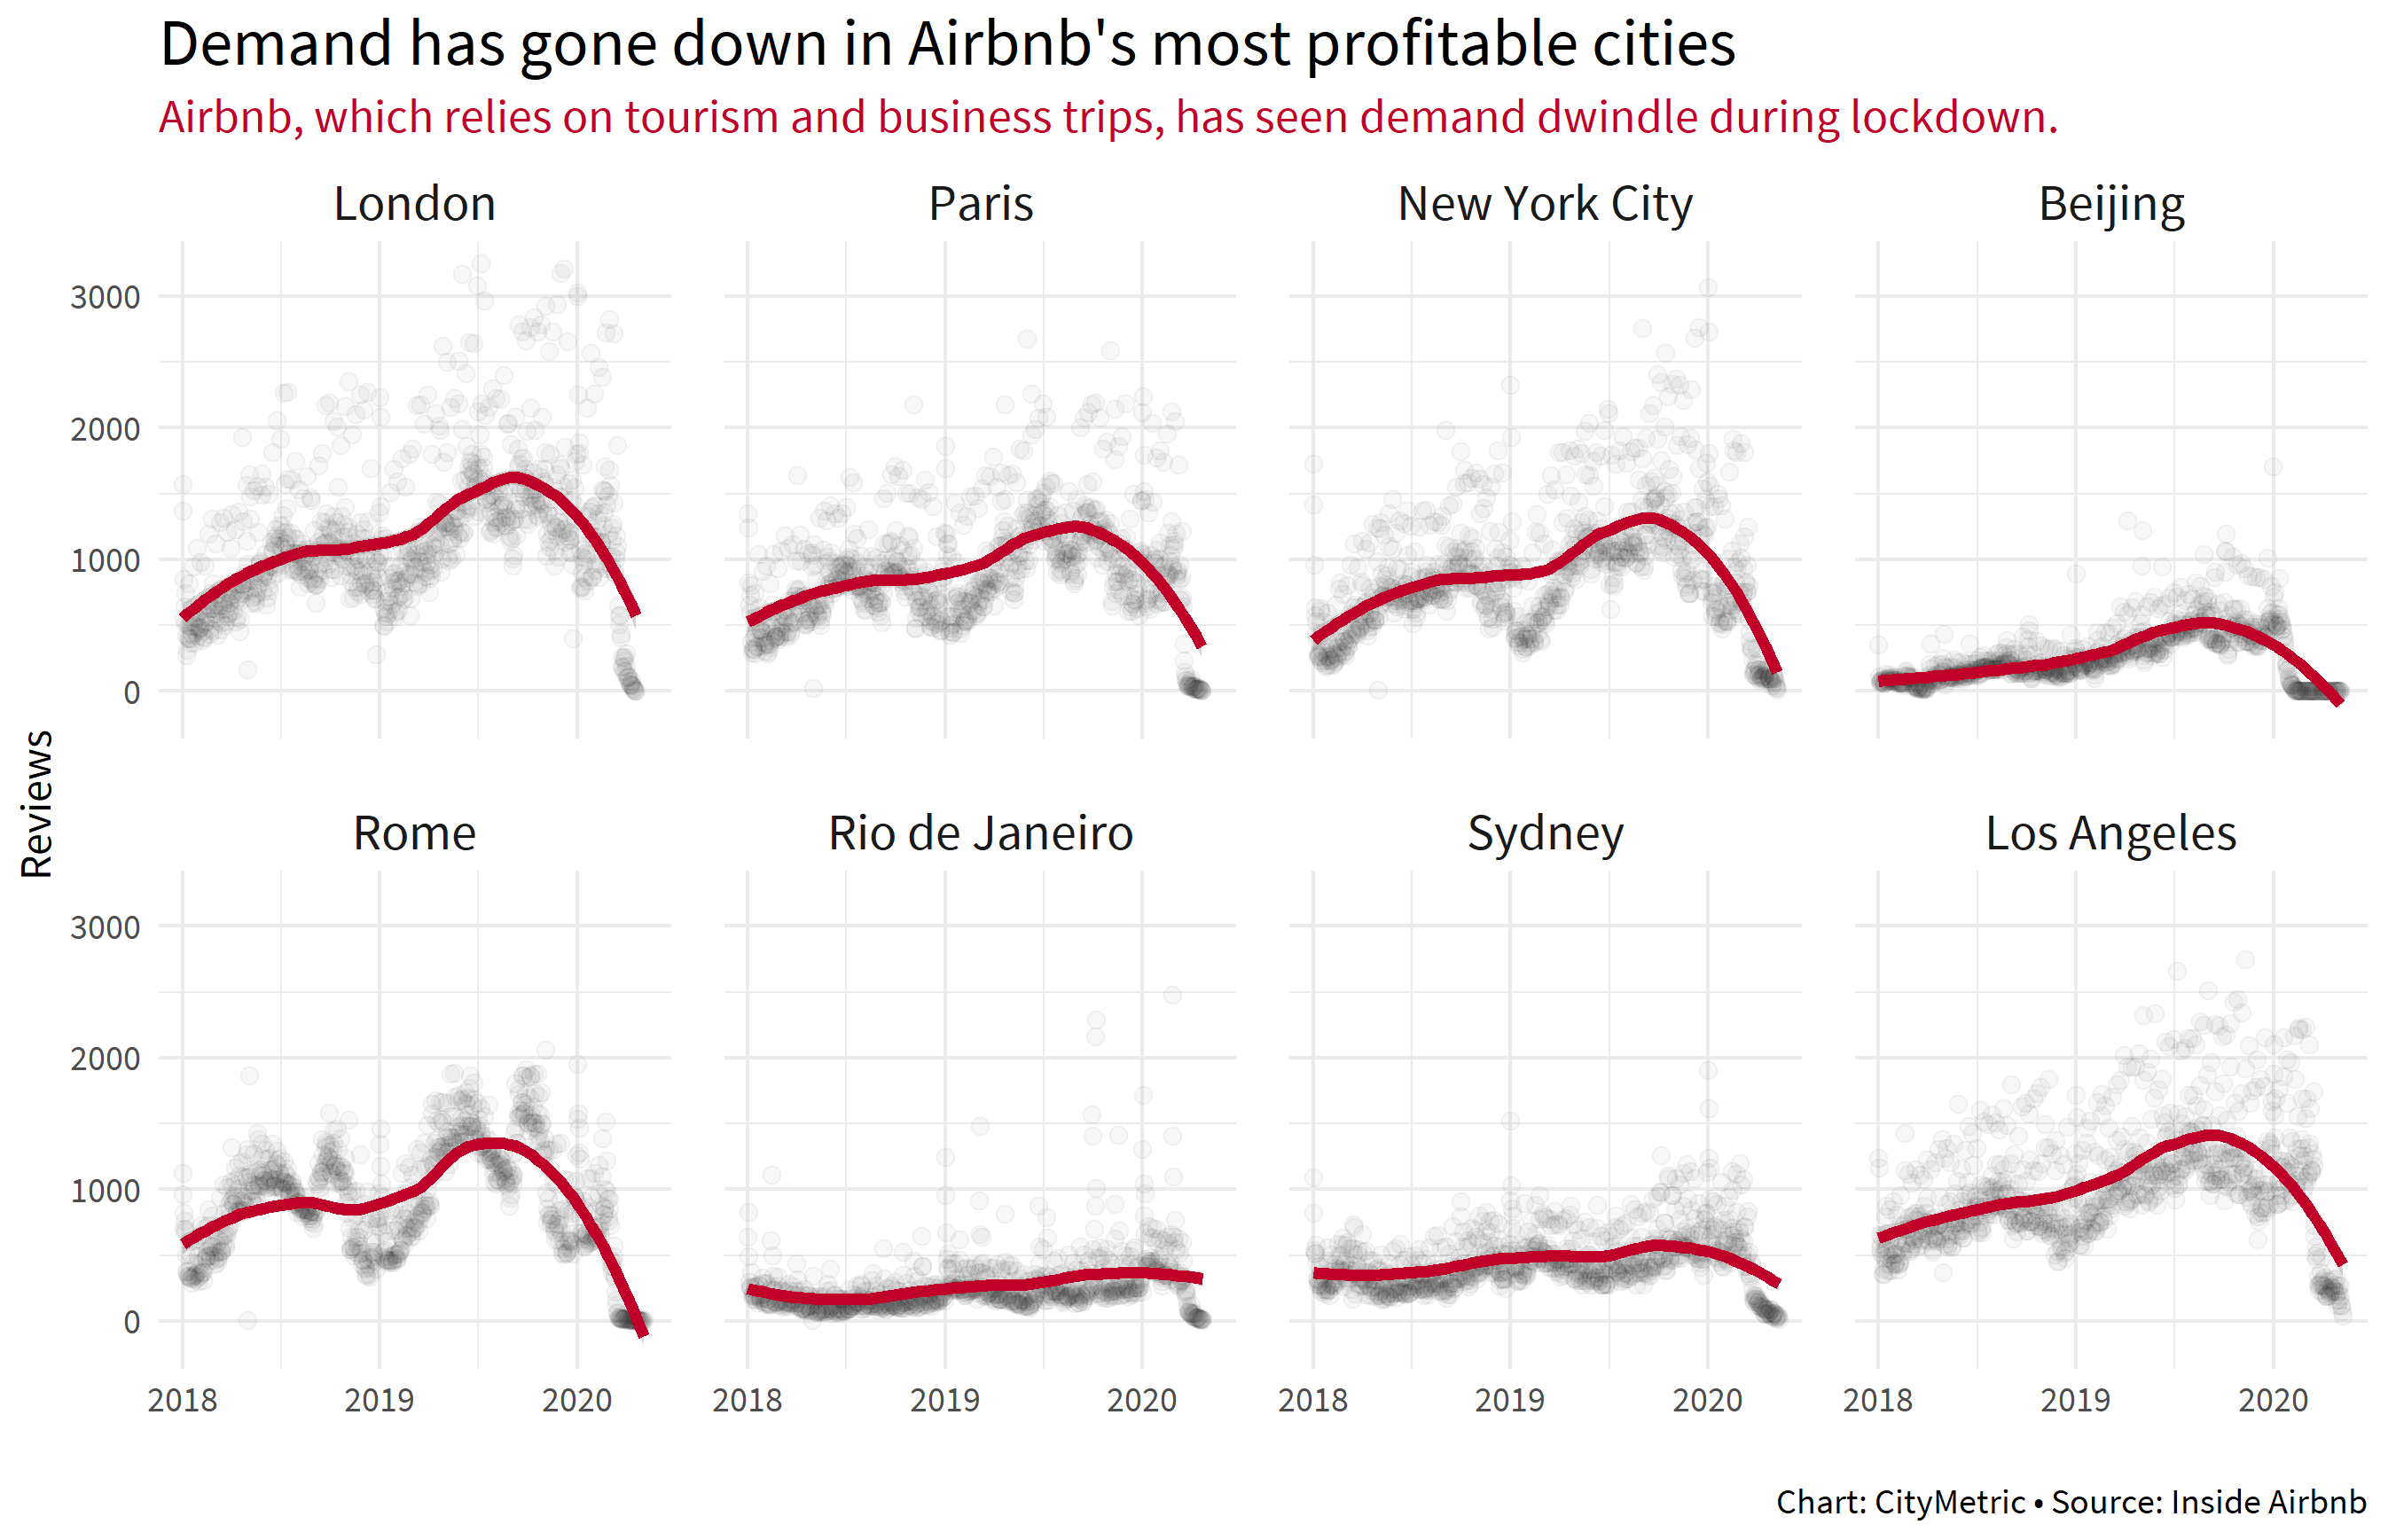 Demand has gone down in Airbnb's most profitable cities
Airbnb, which relies on tourism and business trips, has seen demand dwindle during lockdown.
London
Paris
New York City
Beijing
3000
2000
1000
0
Reviews
Rome
Rio de Janeiro
Sydney
Los Angeles
3000
2000
1000
0
2018 2019 2020
2018 2019 2020
2018 2019 2020
2018 2019 2020
Chart: CityMetric • Source: Inside Airbnb